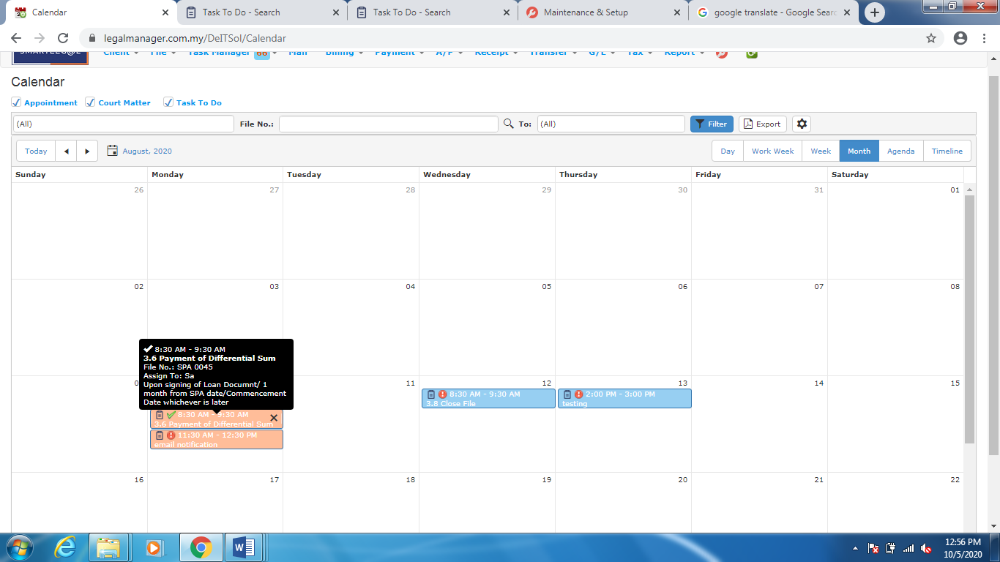 Calendar
Task To Do - Search
Task To Do - Search
Maintenance & Setup
google translate - Google Sear
legalmanager.com.my/DeITSol/Calendar
SMARTLEG@L Client File Task Manager 66 Mail Billing Payment A/P Receipt Transfer G/L Tax Report
Calendar
Appointment Court Matter Task To Do
(All) File No.: To: (All) Filter Export
Today August, 2020 Day Work Week Week Month Agenda Timeline
Sunday Monday Tuesday Wednesday Thursday Friday Saturday
26 27 28 29 30 31 01
02 03 04 05 06 07 08
8:30 AM - 9:30 AM
3.6 Payment of Differential Sum
File No.: SPA 0045
Assign To: Sa
Upon signing of Loan Documnt/ 1
month from SPA date/Commencement
Date whichever is later
11 12 13 14 15
8:30 AM - 9:30 AM
3.8 Close File
2:00 PM - 3:00 PM
testing
8:30 AM - 9:30 AM
3.6 Payment of Differential Sum
11:30 AM - 12:30 PM
email notification
16 17 18 19 20 21 22
12:56 PM
10/5/2020